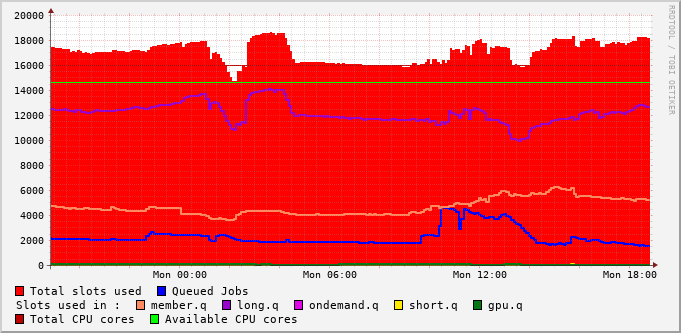 RRDTOOL / TOBI OETIKER
20000
18000
16000
14000
12000
10000
8000
6000
4000
2000
0
Mon 00:00 Mon 06:00 Mon 12:00 Mon 18:00
Total slots used Queued Jobs
Slots used in : member.q long.q ondemand.q short.q gpu.q
Total CPU cores Available CPU cores